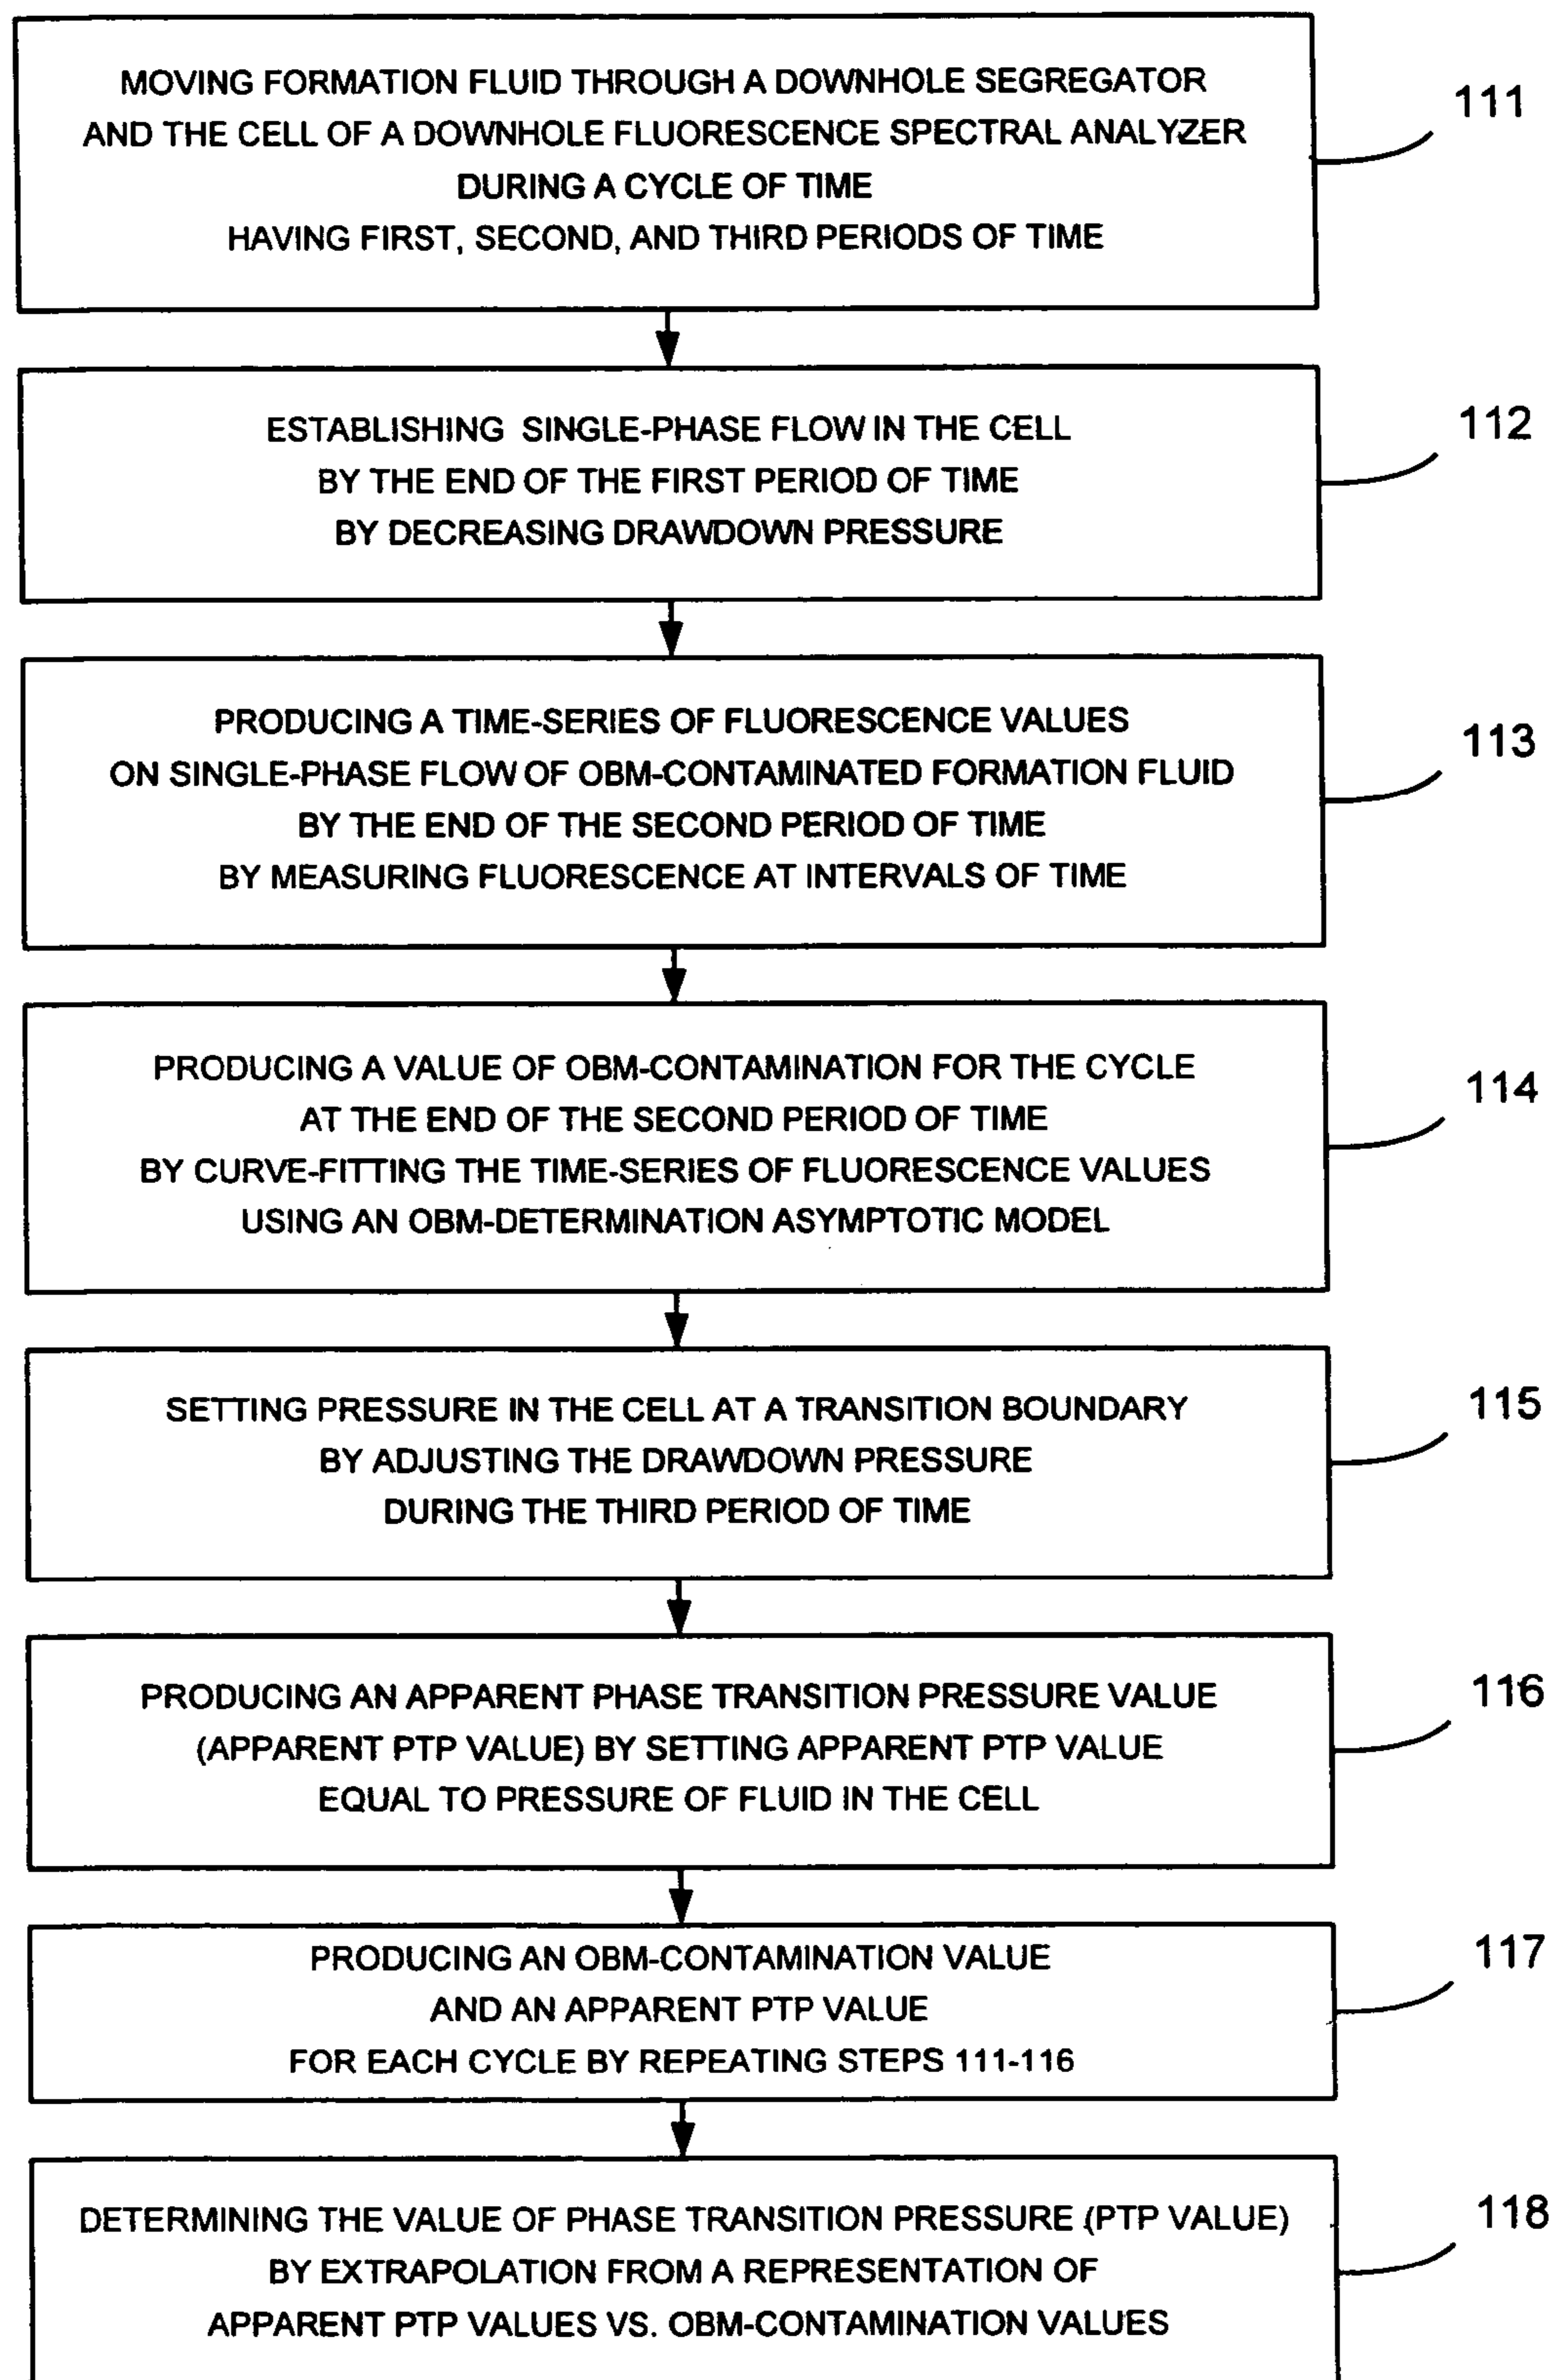 MOVING FORMATION FLUID THROUGH A DOWNHOLE SEGREGATOR
AND THE CELL OF A DOWNHOLE FLUORESCENCE SPECTRAL ANALYZER
DURING A CYCLE OF TIME
HAVING FIRST, SECOND, AND THIRD PERIODS OF TIME
111
ESTABLISHING SINGLE-PHASE FLOW IN THE CELL
BY THE END OF THE FIRST PERIOD OF TIME
BY DECREASING DRAWDOWN PRESSURE
112
PRODUCING A TIME-SERIES OF FLUORESCENCE VALUES
ON SINGLE-PHASE FLOW OF OBM-CONTAMINATED FORMATION FLUID
BY THE END OF THE SECOND PERIOD OF TIME
BY MEASURING FLUORESCENCE AT INTERVALS OF TIME
113
PRODUCING A VALUE OF OBM-CONTAMINATION FOR THE CYCLE
AT THE END OF THE SECOND PERIOD OF TIME
BY CURVE-FITTING THE TIME-SERIES OF FLUORESCENCE VALUES
USING AN OBM-DETERMINATION ASYMPTOTIC MODEL
114
SETTING PRESSURE IN THE CELL AT A TRANSITION BOUNDARY
BY ADJUSTING THE DRAWDOWN PRESSURE
DURING THE THIRD PERIOD OF TIME
115
PRODUCING AN APPARENT PHASE TRANSITION PRESSURE VALUE
(APPARENT PTP VALUE) BY SETTING APPARENT PTP VALUE
EQUAL TO PRESSURE OF FLUID IN THE CELL
116
PRODUCING AN OBM-CONTAMINATION VALUE
AND AN APPARENT PTP VALUE
FOR EACH CYCLE BY REPEATING STEPS 111-116
117
DETERMINING THE VALUE OF PHASE TRANSITION PRESSURE (PTP VALUE)
BY EXTRAPOLATION FROM A REPRESENTATION OF
APPARENT PTP VALUES VS. OBM-CONTAMINATION VALUES
118